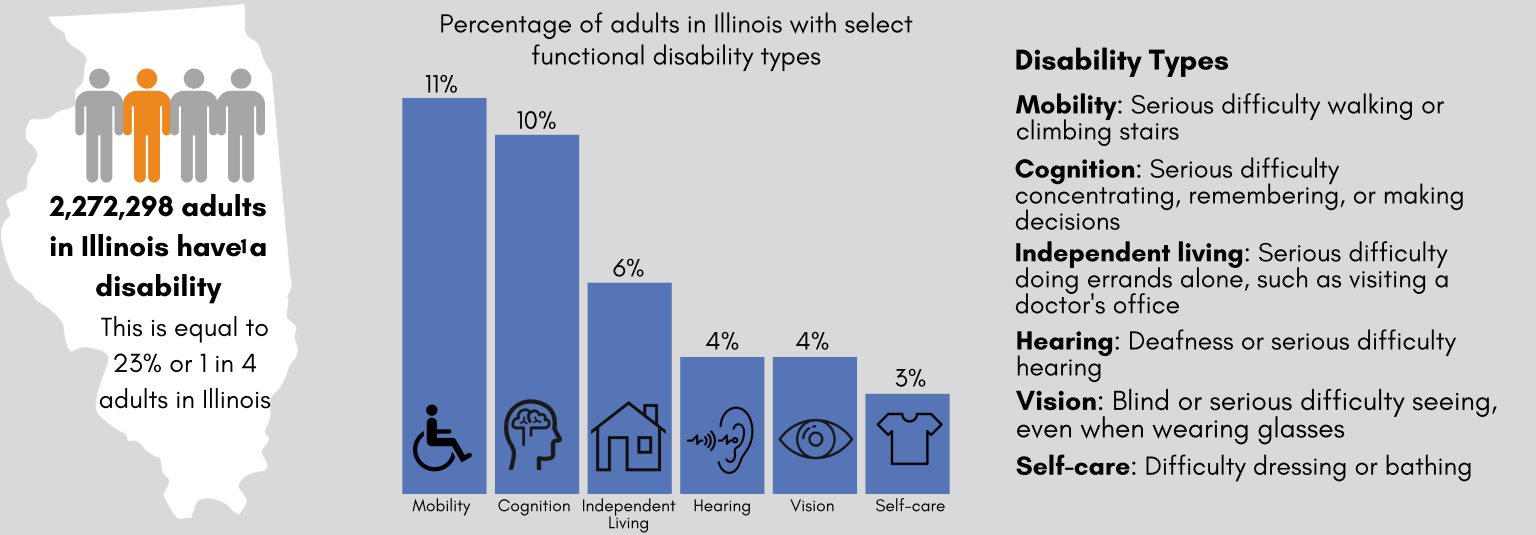 2,272,298 adults
in Illinois have¹a
disability
This is equal to
23% or 1 in 4
adults in Illinois
Percentage of adults in Illinois with select
functional disability types
11%
10%
6%
4%
4%
3%
Mobility
Cognition
Independent
Living
Hearing
Vision
Self-care
Disability Types
Mobility: Serious difficulty walking or
climbing stairs
Cognition: Serious difficulty
concentrating, remembering, or making
decisions
Independent living: Serious difficulty
doing errands alone, such as visiting a
doctor's office
Hearing: Deafness or serious difficulty
hearing
Vision: Blind or serious difficulty seeing,
even when wearing glasses
Self-care: Difficulty dressing or bathing